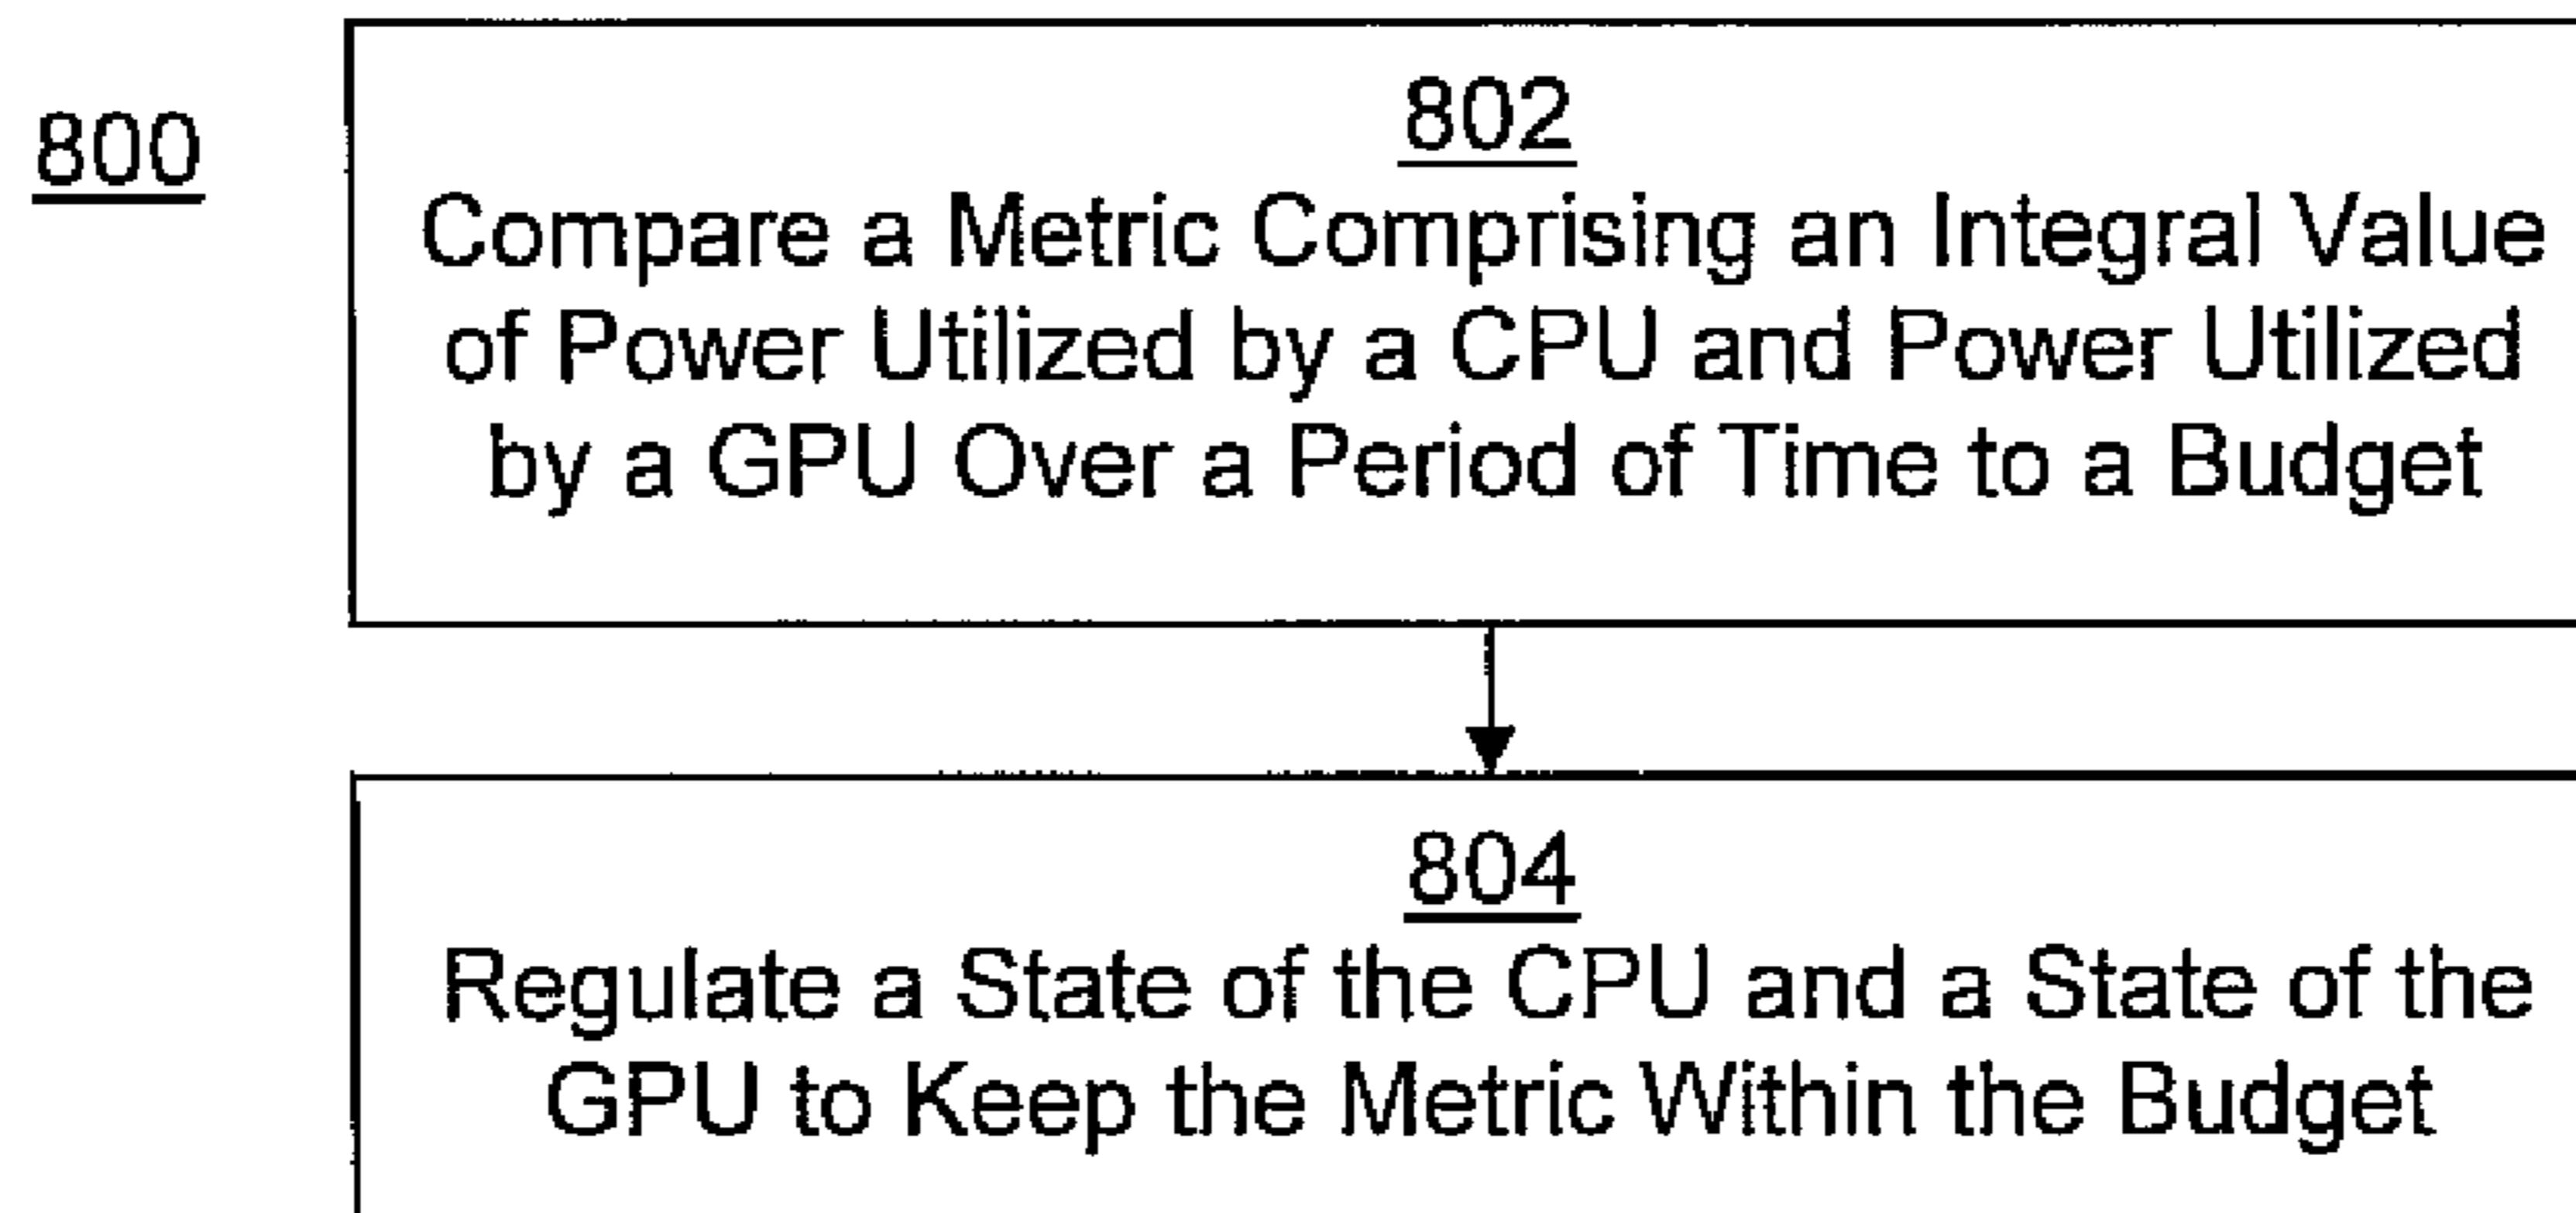 800
802
Compare a Metric Comprising an Integral Value
of Power Utilized by a CPU and Power Utilized
by a GPU Over a Period of Time to a Budget
804
Regulate a State of the CPU and a State of the
GPU to Keep the Metric Within the Budget